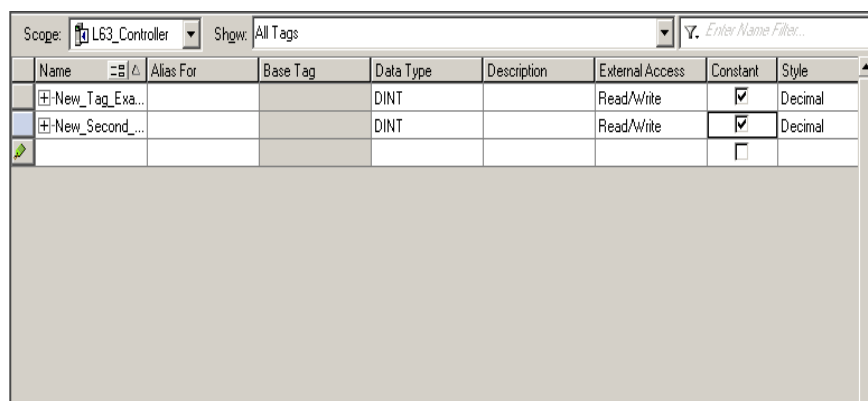 Scope: L63_Controller Show: All Tags Enter Name Filter...
Name Alias For Base Tag Data Type Description External Access Constant Style
New_Tag_Exa... DINT Read/Write Decimal
New_Second_... DINT Read/Write Decimal